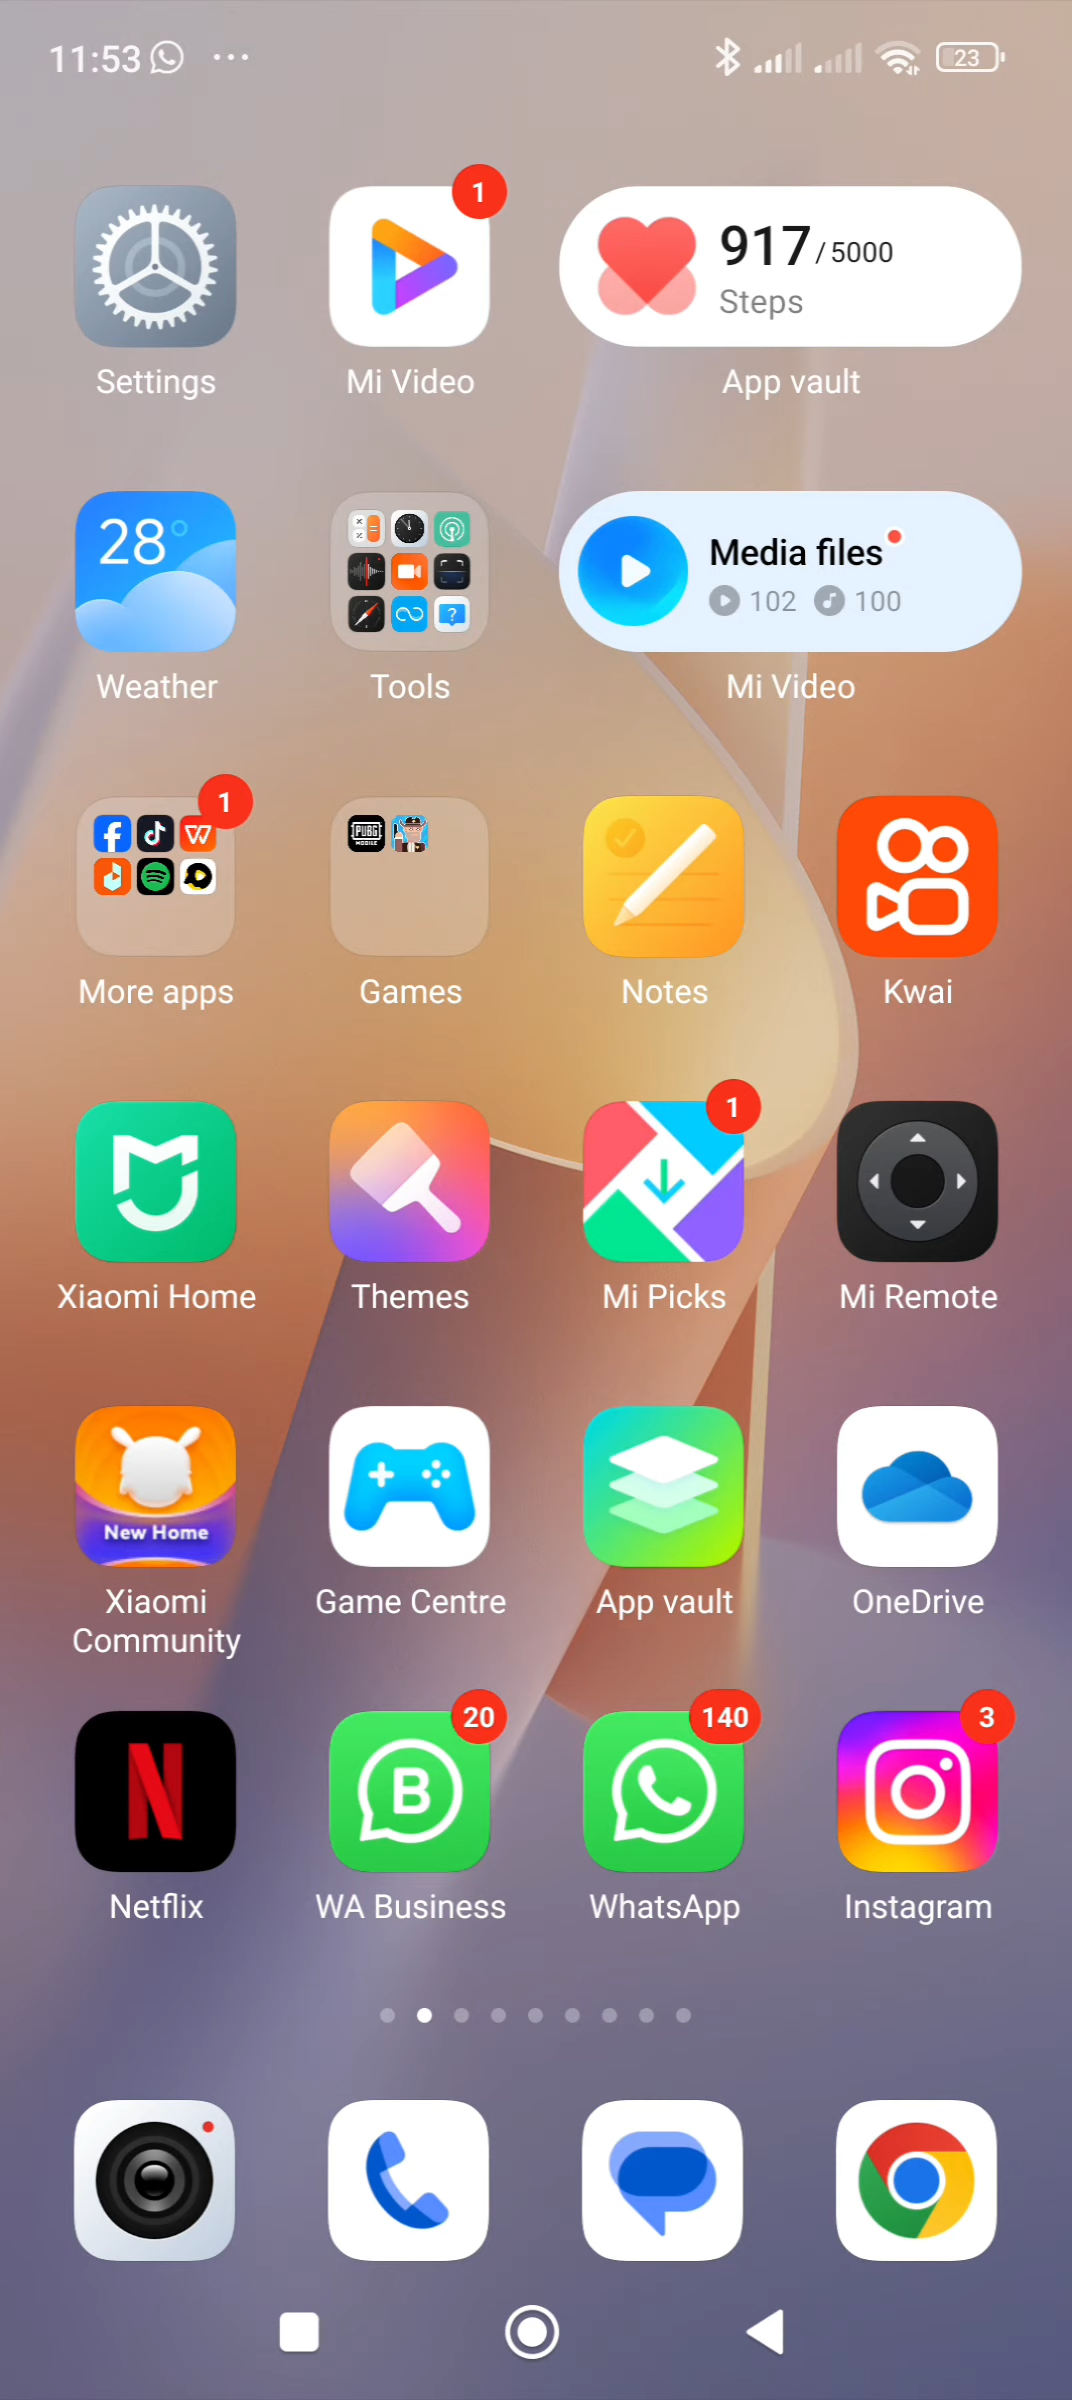 11:53
23
1
917/5000
Steps
Settings
Mi Video
App vault
28°
Media files
102 100
Weather
Tools
Mi Video
1
PUBG
MOBILE
More apps
Games
Notes
Kwai
1
Xiaomi Home
Themes
Mi Picks
Mi Remote
New Home
Xiaomi
Community
Game Centre
App vault
OneDrive
20
140
3
B
Netflix
WA Business
WhatsApp
Instagram